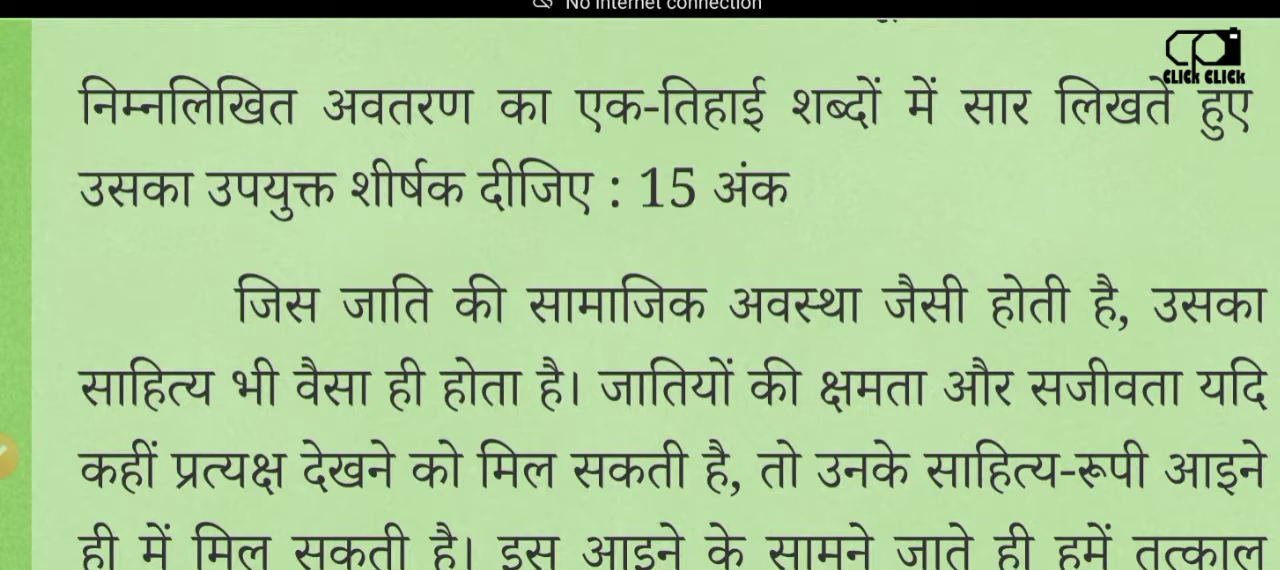 No internet connection
CLICK CLICK
निम्नलिखित अवतरण का एक-तिहाई शब्दों में सार लिखते हुए
उसका उपयुक्त शीर्षक दीजिए : 15 अंक
जिस जाति की सामाजिक अवस्था जैसी होती है, उसका
साहित्य भी वैसा ही होता है। जातियों की क्षमता और सजीवता यदि
कहीं प्रत्यक्ष देखने को मिल सकती है, तो उनके साहित्य-रूपी आइने
ही में मिल सकती है। इस आइने के सामने जाते ही हमें तत्काल